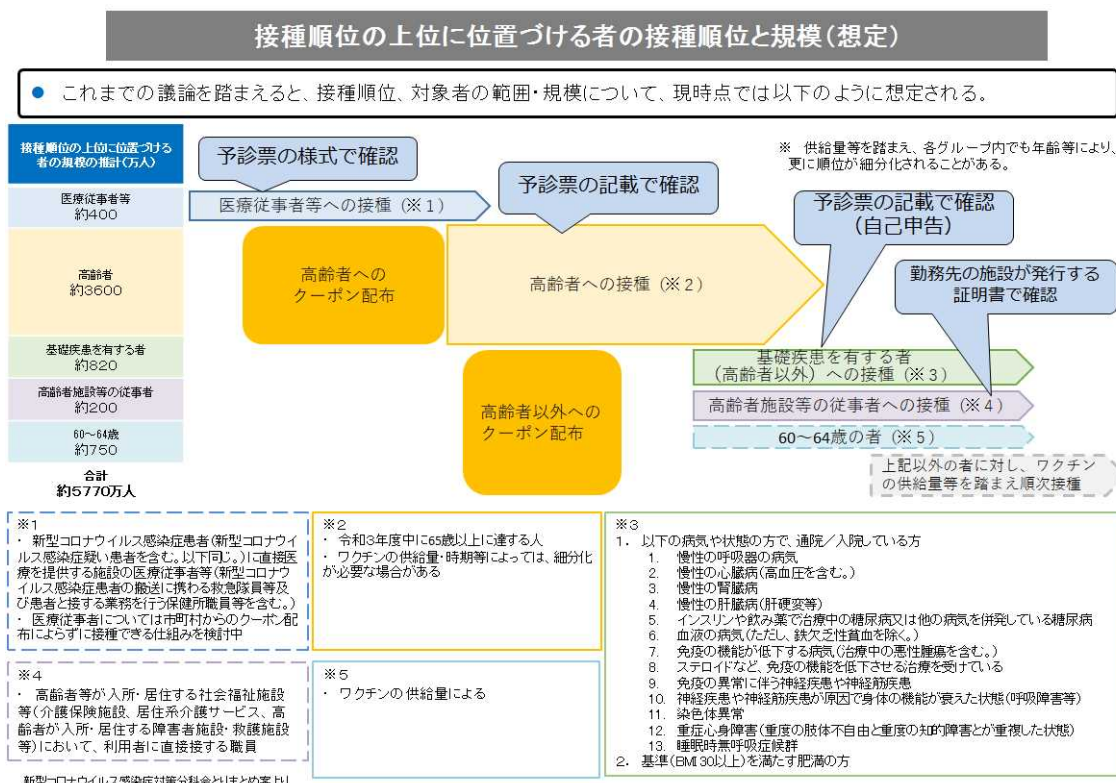 接種順位の上位に位置づける者の接種順位と規模(想定)
● これまでの議論を踏まえると、接種順位、対象者の範囲・規模について、現時点では以下のように想定される。
接種順位の上位に位置づける
者の規模の推計(万人)
医療従事者等
約400
高齢者
約3600
基礎疾患を有する者
約820
高齢者施設等の従事者
約200
60～64歳
約750
合計
約5770万人
予診票の様式で確認
医療従事者等への接種(※1)
予診票の記載で確認
※ 供給量等を踏まえ、各グループ内でも年齢等により、
更に順位が細分化されることがある。
予診票の記載で確認
(自己申告)
高齢者への
クーポン配布
高齢者への接種(※2)
勤務先の施設が発行する
証明書で確認
高齢者以外への
クーポン配布
基礎疾患を有する者
(高齢者以外)への接種(※3)
高齢者施設等の従事者への接種(※4)
60～64歳の者(※5)
上記以外の者に対し、ワクチン
の供給量等を踏まえ順次接種
※1
・ 新型コロナウイルス感染症患者(新型コロナウ
イルス感染症疑い患者を含む。以下同じ。)に直接医
療を提供する施設の医療従事者等(新型コロナウ
イルス感染症患者の搬送に携わる救急隊員等及
び患者と接する業務を行う保健所職員等を含む。)
・ 医療従事者については市町村からのクーポン配
布によらずに接種できる仕組みを検討中
※2
・ 令和3年度中に65歳以上に達する人
・ ワクチンの供給量・時期等によっては、細分化
が必要な場合がある
※3
1. 以下の病気や状態の方で、通院/入院している方
1. 慢性の呼吸器の病気
2. 慢性の心臓病(高血圧を含む。)
3. 慢性の腎臓病
4. 慢性の肝臓病(肝硬変等)
5. インスリンや飲み薬で治療中の糖尿病又は他の病気を併発している糖尿病
6. 血液の病気(ただし、鉄欠乏性貧血を除く。)
7. 免疫の機能が低下する病気(治療中の悪性腫瘍を含む。)
8. ステロイドなど、免疫の機能を低下させる治療を受けている
9. 免疫の異常に伴う神経疾患や神経筋疾患
10. 神経疾患や神経筋疾患が原因で身体の機能が衰えた状態(呼吸障害等)
11. 染色体異常
12. 重症心身障害(重度の肢体不自由と重度の知的障害とが重複した状態)
13. 睡眠時無呼吸症候群
2. 基準(BMI30以上)を満たす肥満の方
※4
・ 高齢者等が入所・居住する社会福祉施設
等(介護保険施設、居住系介護サービス、高
齢者が入所・居住する障害者施設・救護施設
等)において、利用者に直接接する職員
※5
・ ワクチンの供給量による
新型コロナウイルス感染症対策分科会とりまとめ案より